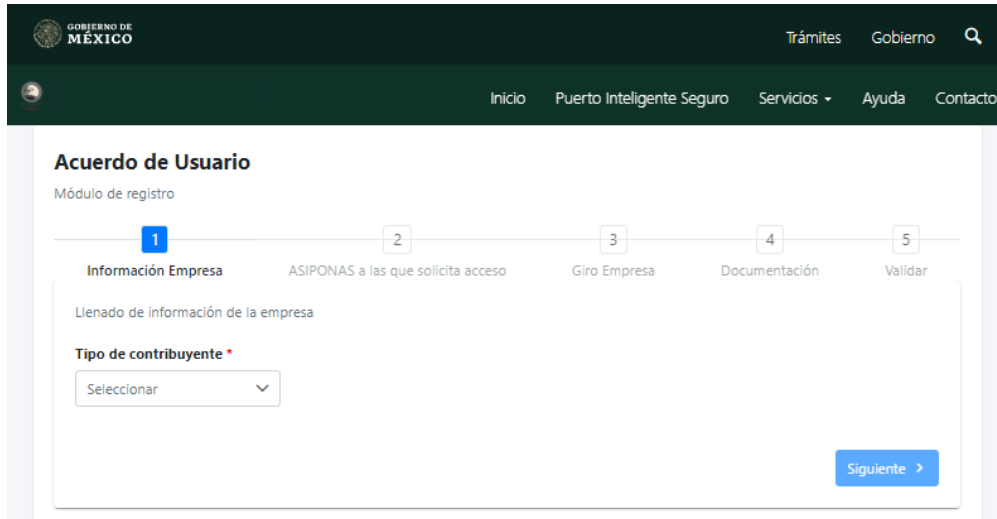 GOBIERNO DE
MÉXICO
Trámites Gobierno
Inicio Puerto Inteligente Seguro Servicios Ayuda Contacto
Acuerdo de Usuario
Módulo de registro
1 2 3 4 5
Información Empresa ASIPONAS a las que solicita acceso Giro Empresa Documentación Validar
Llenado de información de la empresa
Tipo de contribuyente *
Seleccionar
Siguiente >